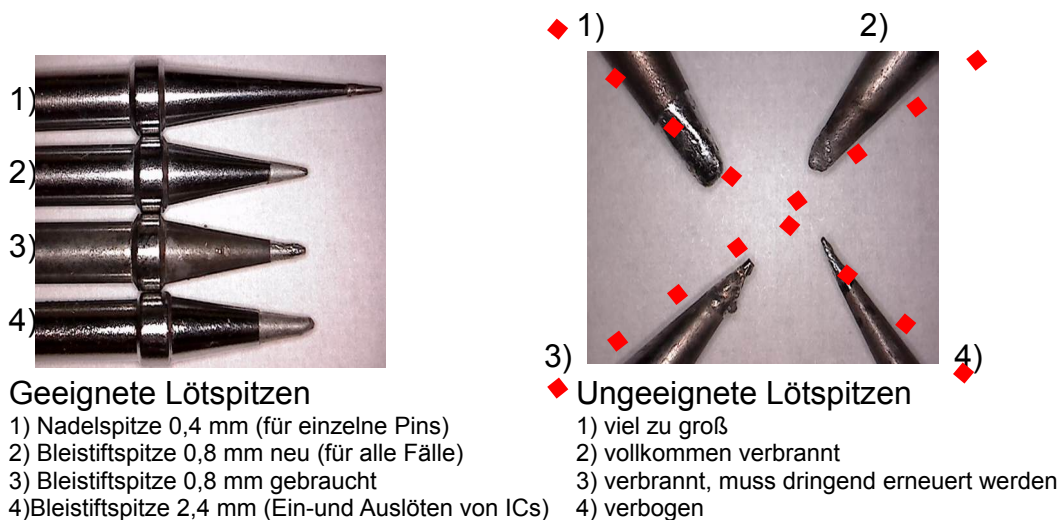 1)
2)
3)
4)
Geeignete Lötspitzen
1) Nadelspitze 0,4 mm (für einzelne Pins)
2) Bleistiftspitze 0,8 mm neu (für alle Fälle)
3) Bleistiftspitze 0,8 mm gebraucht
4)Bleistiftspitze 2,4 mm (Ein-und Auslöten von ICs)
1) 2)
3) 4)
Ungeeignete Lötspitzen
1) viel zu groß
2) vollkommen verbrannt
3) verbrannt, muss dringend erneuert werden
4) verbogen